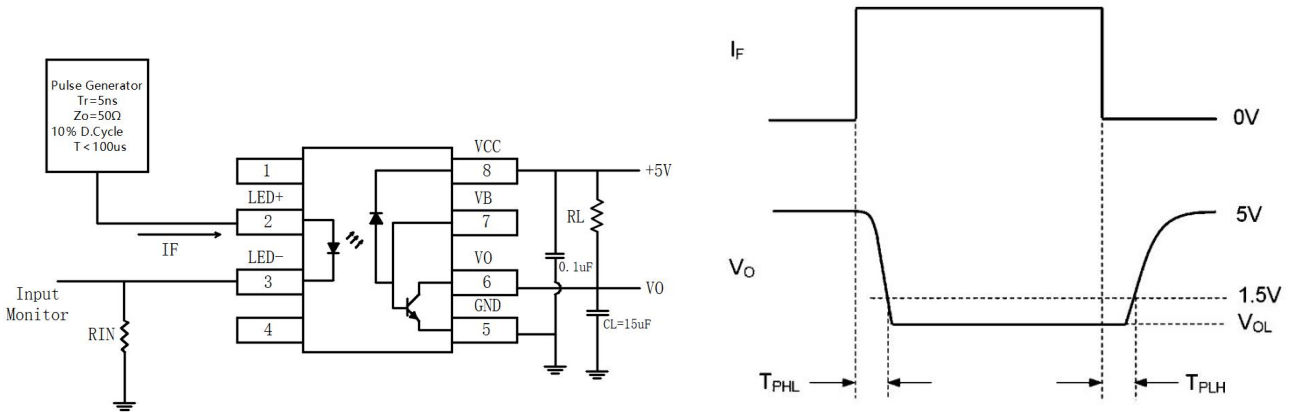 Pulse Generator
Tr=5ns
Zo=50Ω
10% D.Cycle
T<100us
LED+
IF
LED-
Input
Monitor
RIN
1
2
3
4
VCC
8
VB
7
VO
6
GND
5
+5V
RL
0.1uF
VO
CL=15uF
IF
0V
5V
VO
1.5V
VOL
TPHL
TPLH